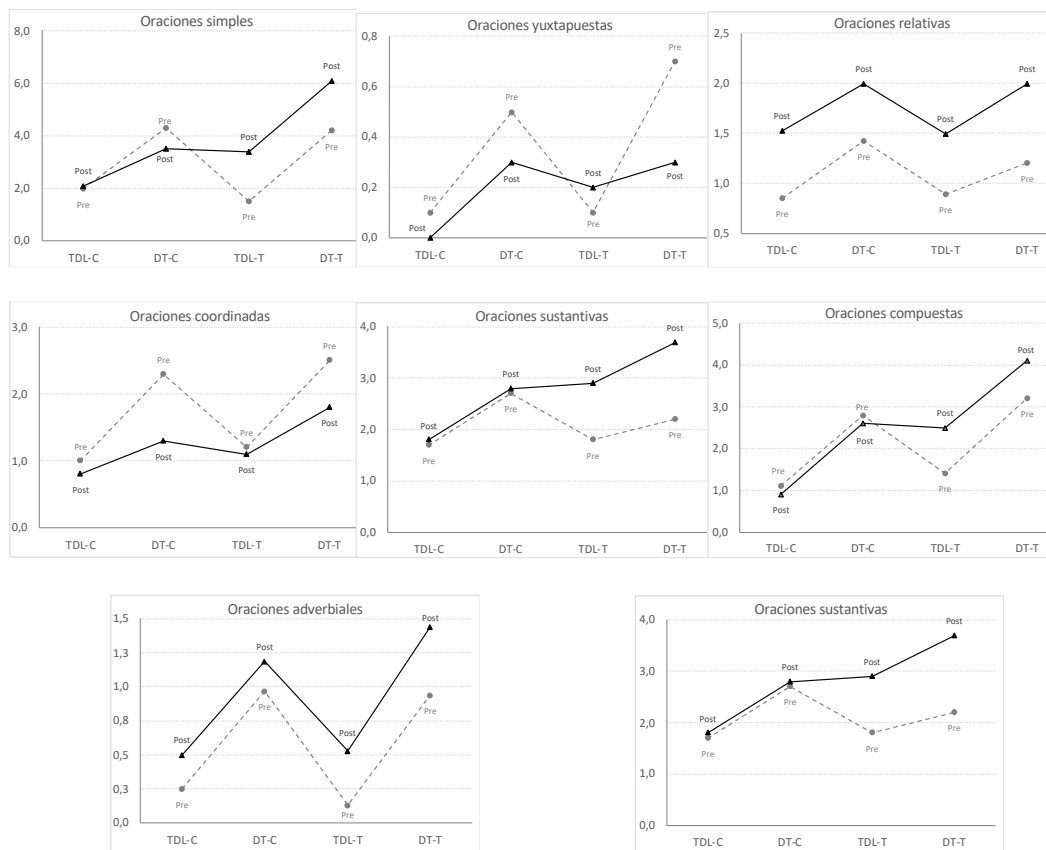 Oraciones simples
8,0
6,0
4,0
2,0
0,0
Post
Pre
Pre
Post
Post
Pre
Post
Pre
TDL-C
DT-C
TDL-T
DT-T
Oraciones yuxtapuestas
0,8
0,6
0,4
0,2
0,0
Pre
Post
Pre
Post
Post
Pre
Pre
Post
TDL-C
DT-C
TDL-T
DT-T
Oraciones relativas
2,5
2,0
1,5
1,0
0,5
Post
Pre
Post
Pre
Post
Pre
Post
Pre
TDL-C
DT-C
TDL-T
DT-T
Oraciones coordinadas
3,0
2,0
1,0
0,0
Pre
Post
Pre
Post
Pre
Post
Pre
Post
TDL-C
DT-C
TDL-T
DT-T
Oraciones sustantivas
4,0
3,0
2,0
1,0
0,0
Post
Pre
Post
Pre
Post
Pre
Post
Pre
TDL-C
DT-C
TDL-T
DT-T
Oraciones compuestas
5,0
4,0
3,0
2,0
1,0
0,0
Pre
Post
Pre
Post
Post
Pre
Post
Pre
TDL-C
DT-C
TDL-T
DT-T
Oraciones adverbiales
1,5
1,3
1,0
0,8
0,5
0,3
0,0
Post
Pre
Post
Pre
Post
Pre
Post
Pre
TDL-C
DT-C
TDL-T
DT-T
Oraciones sustantivas
4,0
3,0
2,0
1,0
0,0
Post
Pre
Post
Pre
Post
Pre
Post
Pre
TDL-C
DT-C
TDL-T
DT-T